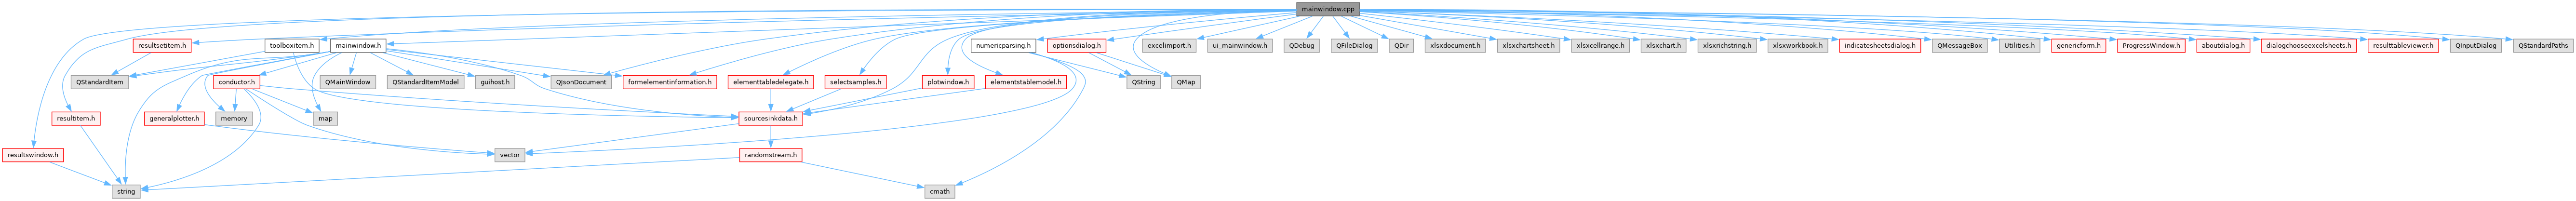 mainwindow.cpp
resultsetitem.h
toolboxitem.h
mainwindow.h
numericparsing.h
optionsdialog.h
excelimport.h
ui_mainwindow.h
QDebug
QFileDialog
QDir
xlsxdocument.h
xlsxchartsheet.h
xlsxcellrange.h
xlsxchart.h
xlsxrichstring.h
xlsxworkbook.h
indicatesheetsdialog.h
QMessageBox
Utilities.h
genericform.h
ProgressWindow.h
aboutdialog.h
dialogchooseexcelsheets.h
resulttableviewer.h
QInputDialog
QStandardPaths
QStandardItem
conductor.h
QMainWindow
QStandardItemModel
guihost.h
QJsonDocument
formelementinformation.h
elementtabledelegate.h
selectsamples.h
plotwindow.h
elementstablemodel.h
QString
QMap
resultitem.h
generalplotter.h
memory
map
sourcesinkdata.h
resultswindow.h
vector
randomstream.h
string
cmath